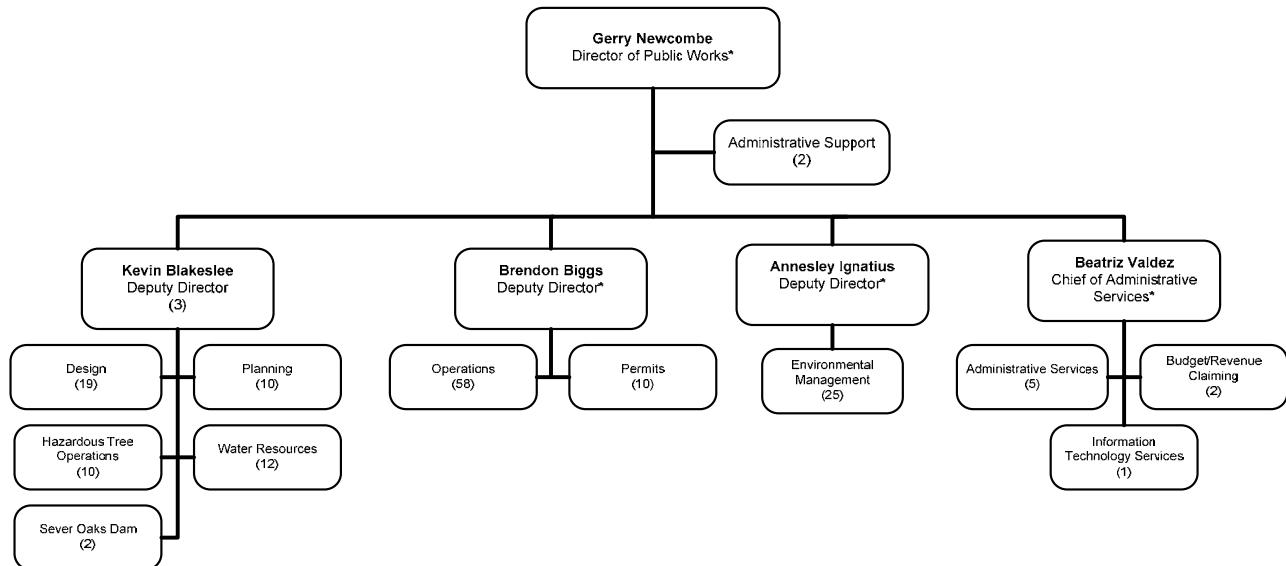 Gerry Newcombe
Director of Public Works*
Administrative Support
(2)
Kevin Blakeslee
Deputy Director
(3)
Brendon Biggs
Deputy Director*
Annesley Ignatius
Deputy Director*
Beatriz Valdez
Chief of Administrative
Services*
Design
(19)
Planning
(10)
Operations
(58)
Permits
(10)
Environmental
Management
(25)
Administrative Services
(5)
Budget/Revenue
Claiming
(2)
Hazardous Tree
Operations
(10)
Water Resources
(12)
Information
Technology Services
(1)
Sever Oaks Dam
(2)